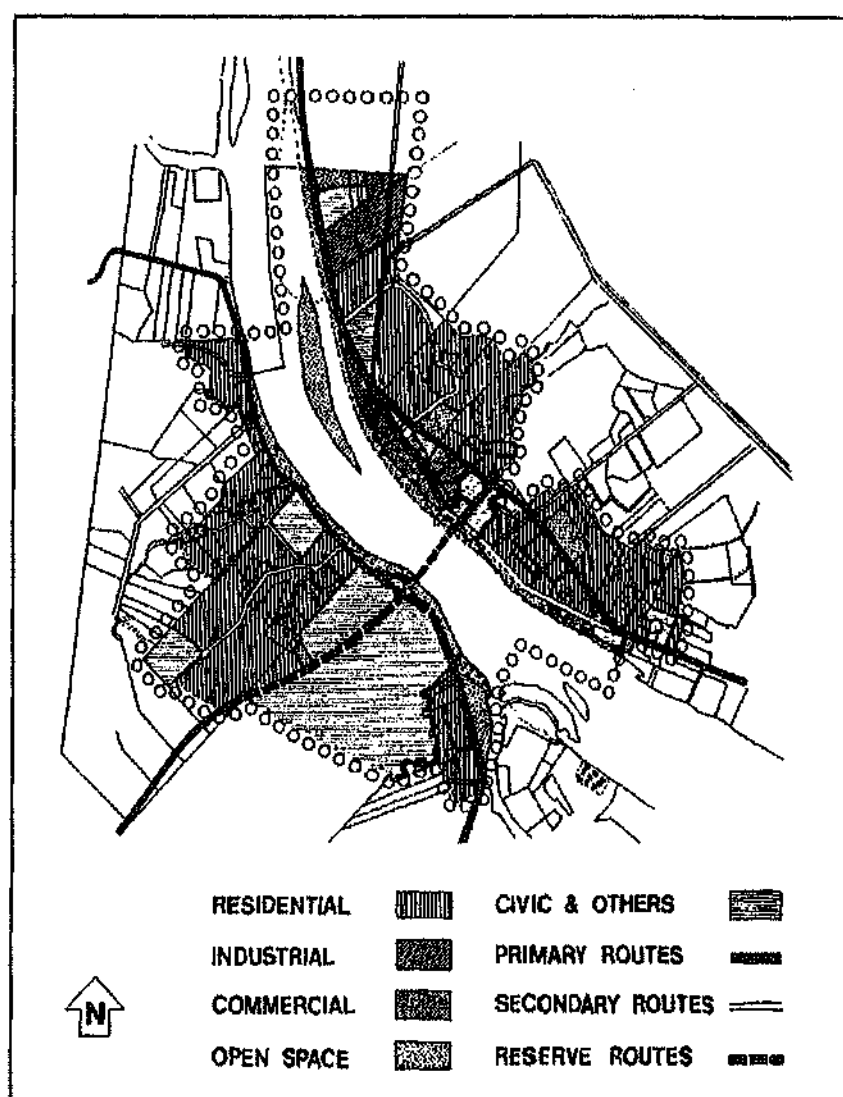 RESIDENTIAL
CIVIC & OTHERS
INDUSTRIAL
PRIMARY ROUTES
COMMERCIAL
SECONDARY ROUTES
OPEN SPACE
RESERVE ROUTES
N